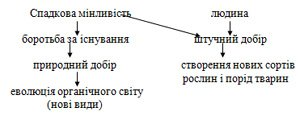 Спадкова мінливість людина
боротьба за існування штучний добір
природний добір створення нових сортів
рослин і порід тварин
еволюція органічного світу
(нові види)